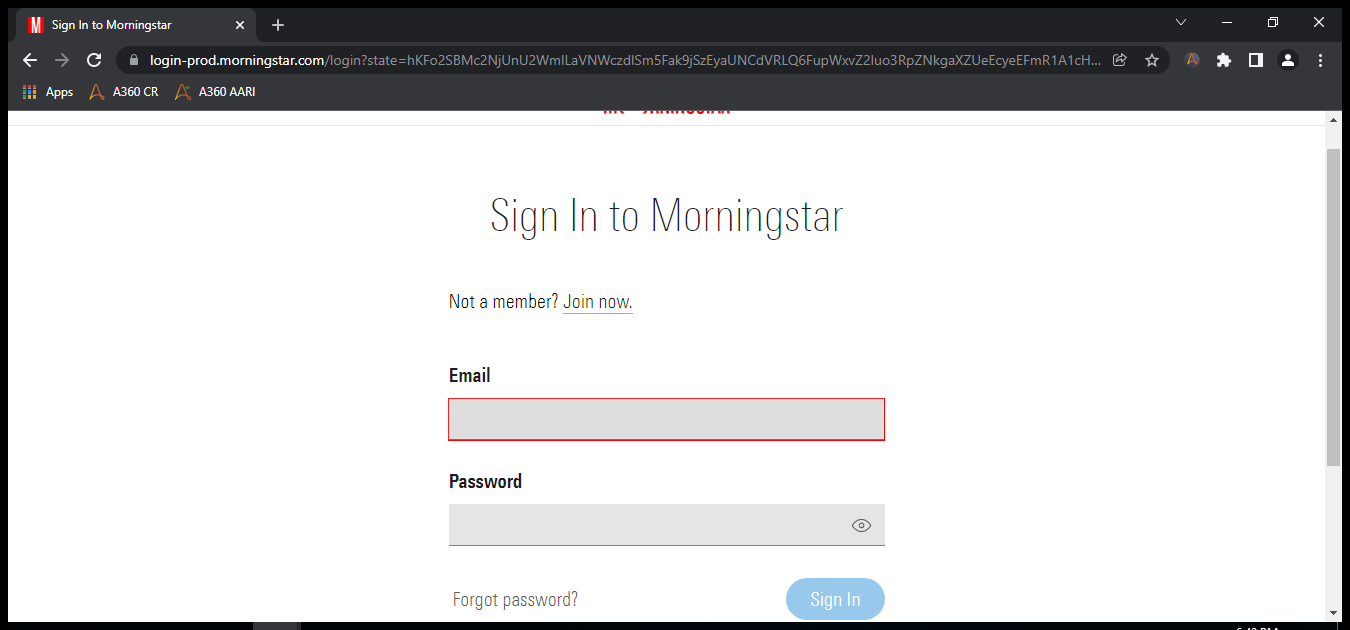 Sign In to Morningstar
login-prod.morningstar.com/login?state=hKFo2SBMc2NjUnU2WmlLaVNWczdlSm5Fak9jSzEyaUNCdVRLQ6FupWxvZ2luo3RpZNkgaXZUeEcyeEFmR1A1cH...
Apps A360 CR A360 AARI
Sign In to Morningstar
Not a member? Join now.
Email
Password
Forgot password? Sign In